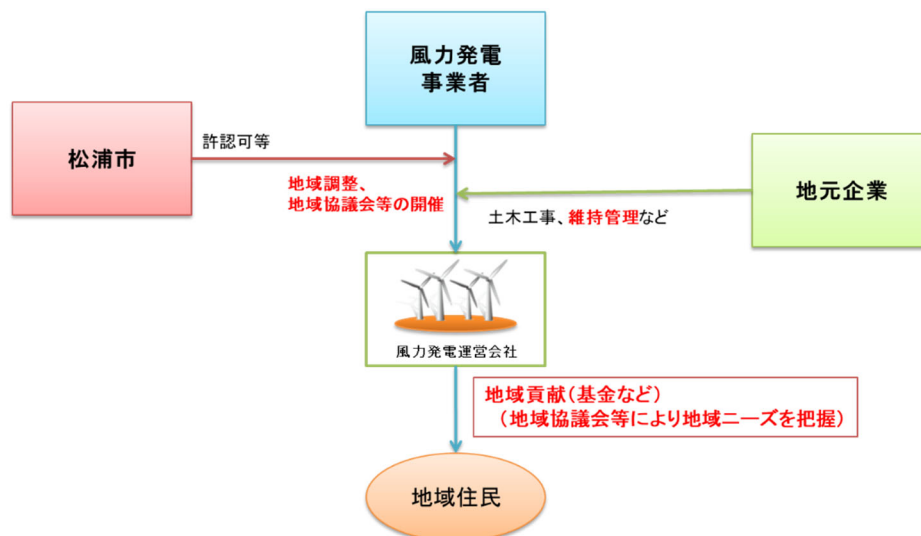 風力発電
事業者
松浦市
許認可等
地域調整、
地域協議会等の開催
地元企業
土木工事、維持管理など
風力発電運営会社
地域貢献(基金など)
(地域協議会等により地域ニーズを把握)
地域住民